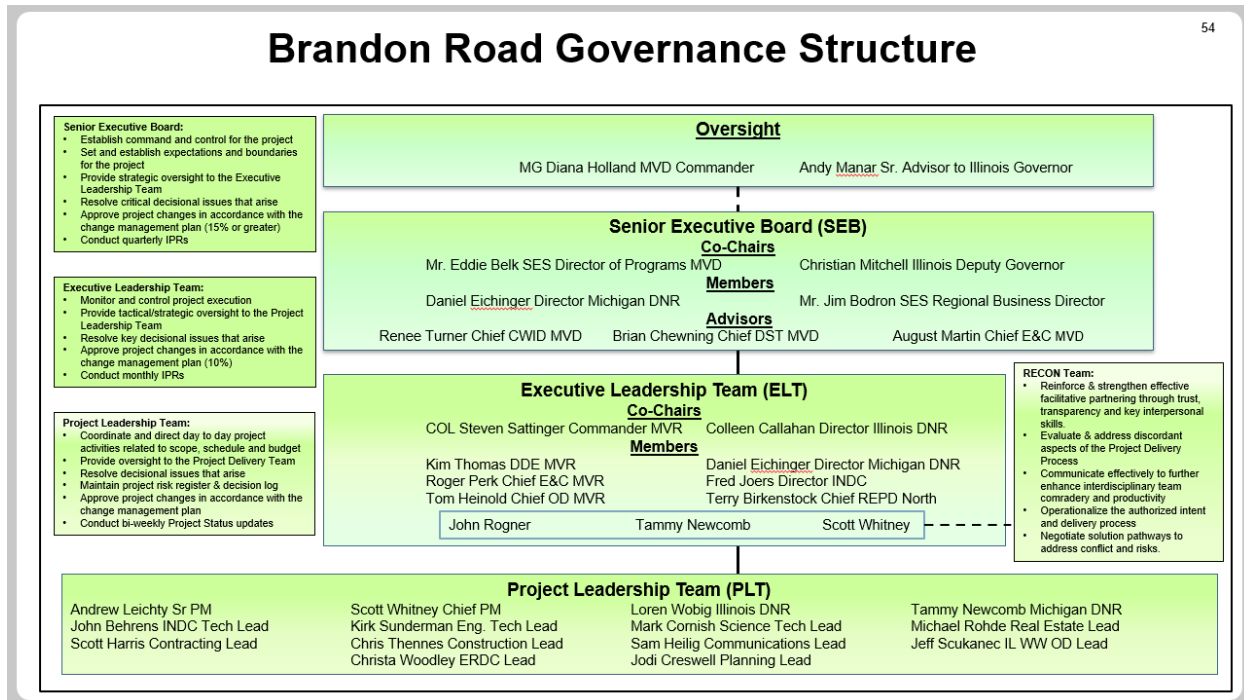 54
Brandon Road Governance Structure
Senior Executive Board:
• Establish command and control for the project
• Set and establish expectations and boundaries
for the project
• Provide strategic oversight to the Executive
Leadership Team
• Resolve critical decisional issues that arise
• Approve project changes in accordance with the
change management plan (15% or greater)
• Conduct quarterly IPRs
Executive Leadership Team:
• Monitor and control project execution
• Provide tactical/strategic oversight to the Project
Leadership Team
• Resolve key decisional issues that arise
• Approve project changes in accordance with the
change management plan (10%)
• Conduct monthly IPRs
Project Leadership Team:
• Coordinate and direct day to day project
activities related to scope, schedule and budget
• Provide oversight to the Project Delivery Team
• Resolve decisional issues that arise
• Maintain project risk register & decision log
• Approve project changes in accordance with the
change management plan
• Conduct bi-weekly Project Status updates
Oversight
MG Diana Holland MVD Commander Andy Manar Sr. Advisor to Illinois Governor
Senior Executive Board (SEB)
Co-Chairs
Mr. Eddie Belk SES Director of Programs MVD Christian Mitchell Illinois Deputy Governor
Members
Daniel Eichinger Director Michigan DNR Mr. Jim Bodron SES Regional Business Director
Advisors
Renee Turner Chief CWID MVD Brian Chewning Chief DST MVD August Martin Chief E&C MVD
Executive Leadership Team (ELT)
Co-Chairs
COL Steven Sattinger Commander MVR Colleen Callahan Director Illinois DNR
Members
Kim Thomas DDE MVR Daniel Eichinger Director Michigan DNR
Roger Perk Chief E&C MVR Fred Joers Director INDC
Tom Heinold Chief OD MVR Terry Birkenstock Chief REPD North
John Rogner Tammy Newcomb Scott Whitney
RECON Team:
• Reinforce & strengthen effective
facilitative partnering through trust,
transparency and key interpersonal
skills.
• Evaluate & address discordant
aspects of the Project Delivery
Process
• Communicate effectively to further
enhance interdisciplinary team
comradery and productivity
• Operationalize the authorized intent
and delivery process
• Negotiate solution pathways to
address conflict and risks.
Project Leadership Team (PLT)
Andrew Leichty Sr PM Scott Whitney Chief PM Loren Wobig Illinois DNR Tammy Newcomb Michigan DNR
John Behrens INDC Tech Lead Kirk Sunderman Eng. Tech Lead Mark Cornish Science Tech Lead Michael Rohde Real Estate Lead
Scott Harris Contracting Lead Chris Thennes Construction Lead Sam Heilig Communications Lead Jeff Scukanec IL WW OD Lead
Christa Woodley ERDC Lead Jodi Creswell Planning Lead